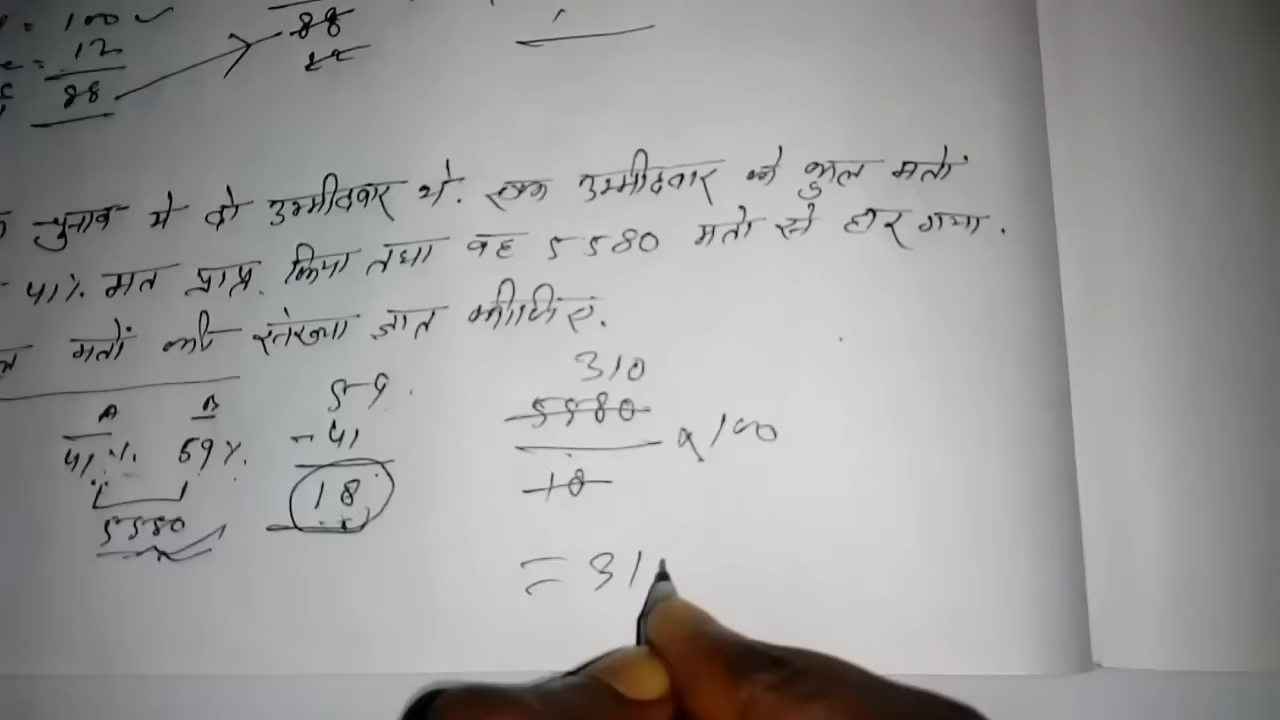 = 100
12
88
88
चुनाव मे दो उम्मीदवार थे. एक उम्मीदवार को कुल मतों
41% मत प्राप्त किया तथा वह 5580 मतो से हार गया.
मतों की संख्या ज्ञात कीजिए.
310
A B 59
5580 × 100
41% 59% - 41
18
5580 18
= 31